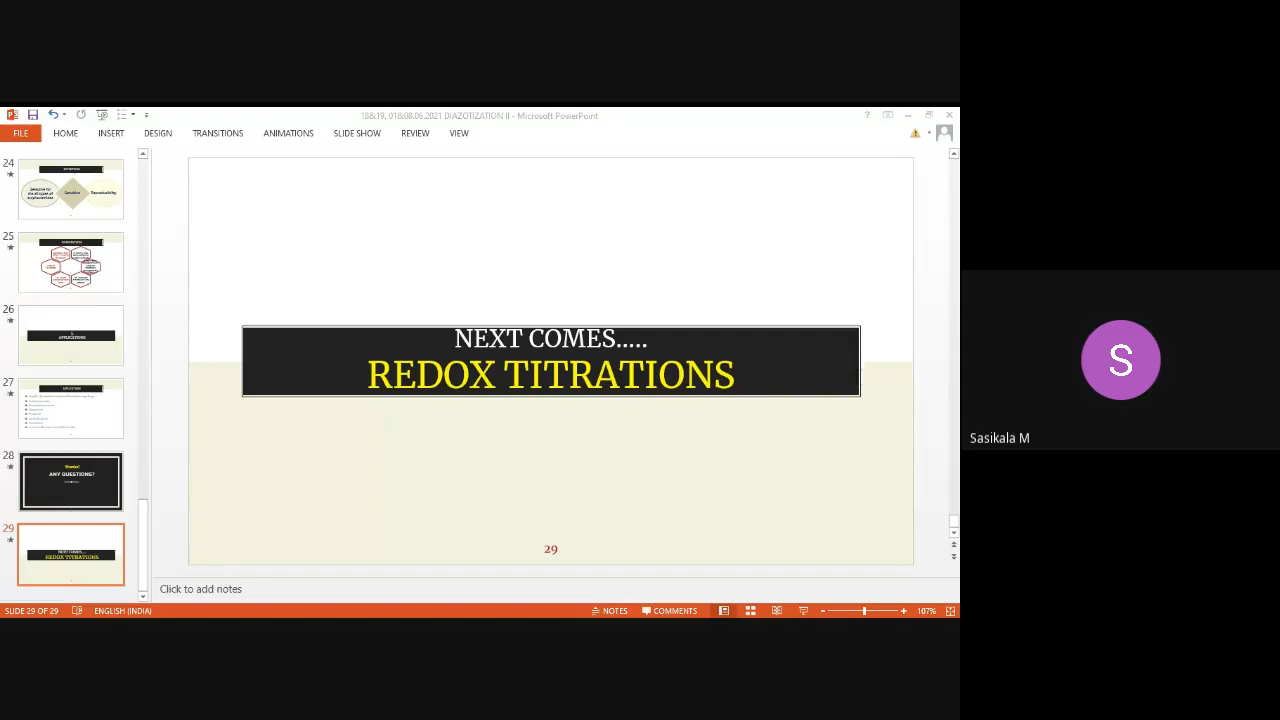 188&19. 01&08.06.2021 DIAZOTIZATION II - Microsoft PowerPoint
FILE HOME INSERT DESIGN TRANSITIONS ANIMATIONS SLIDE SHOW REVIEW VIEW
24
25
26
APPLICATIONS
27
28
ANY QUESTIONS?
29
NEXT COMES....
REDOX TITRATIONS
NEXT COMES.....
REDOX TITRATIONS
29
Click to add notes
SLIDE 29 OF 29 ENGLISH (INDIA) NOTES COMMENTS 107%
S
Sasikala M